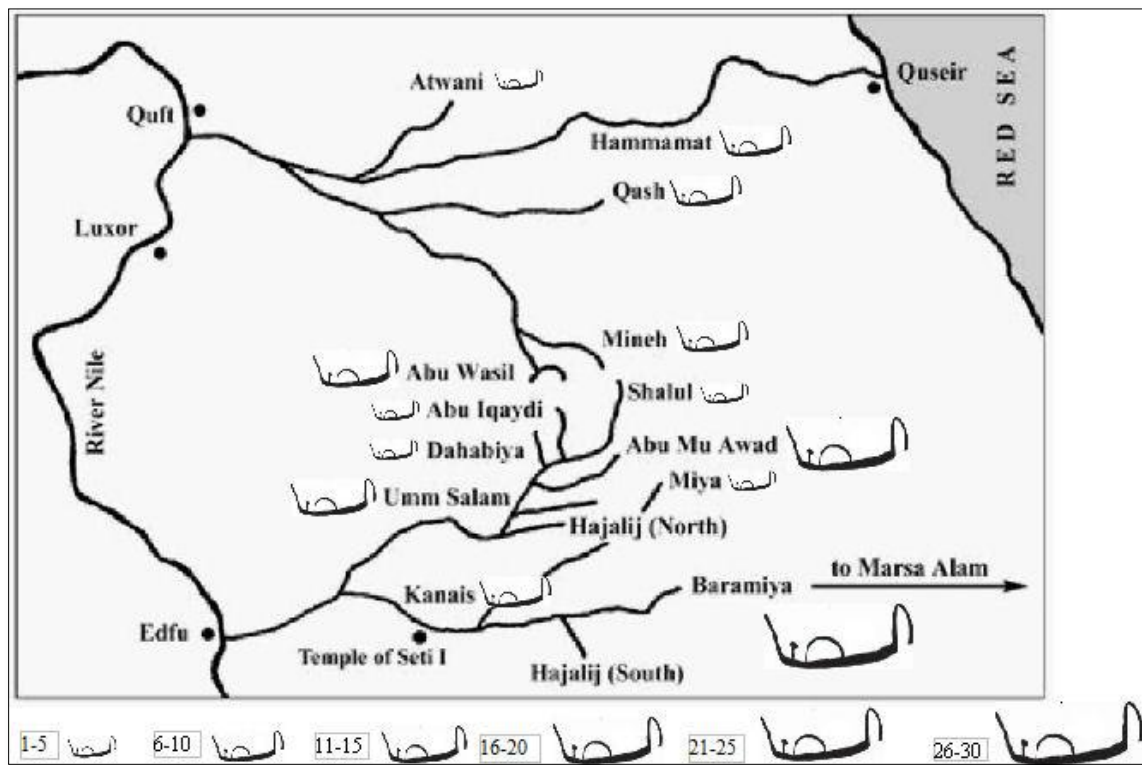 Atwani
Quseir
Quft
Hammamat
RED SEA
Qash
Luxor
Mineh
Abu Wasil
Shalul
Abu Iqaydi
River Nile
Dahabiya
Abu Mu Awad
Miya
Umm Salam
Hajalij (North)
to Marsa Alam
Kanais
Baramiya
Edfu
Temple of Seti I
Hajalij (South)
1-5 6-10 11-15 16-20 21-25 26-30